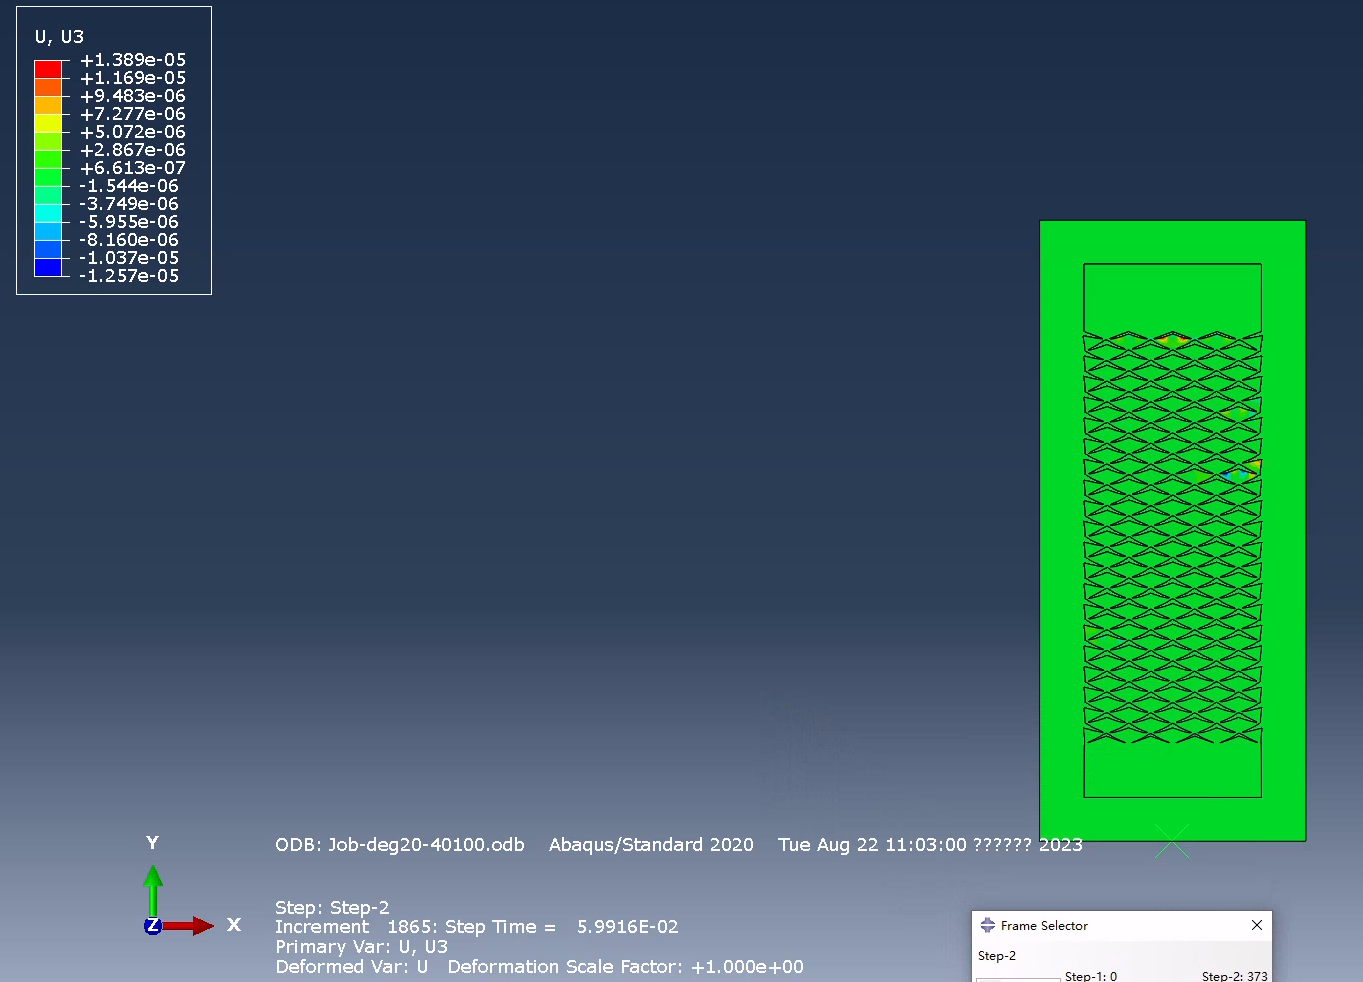 U, U3
+1.389e-05
+1.169e-05
+9.483e-06
+7.277e-06
+5.072e-06
+2.867e-06
+6.613e-07
-1.544e-06
-3.749e-06
-5.955e-06
-8.160e-06
-1.037e-05
-1.257e-05
Y
Z
X
ODB: Job-deg20-40100.odb Abaqus/Standard 2020 Tue Aug 22 11:03:00 ?????? 2023
Step: Step-2
Increment 1865: Step Time = 5.9916E-02
Primary Var: U, U3
Deformed Var: U Deformation Scale Factor: +1.000e+00
Frame Selector
Step-2
Step-1: 0 Step-2: 373